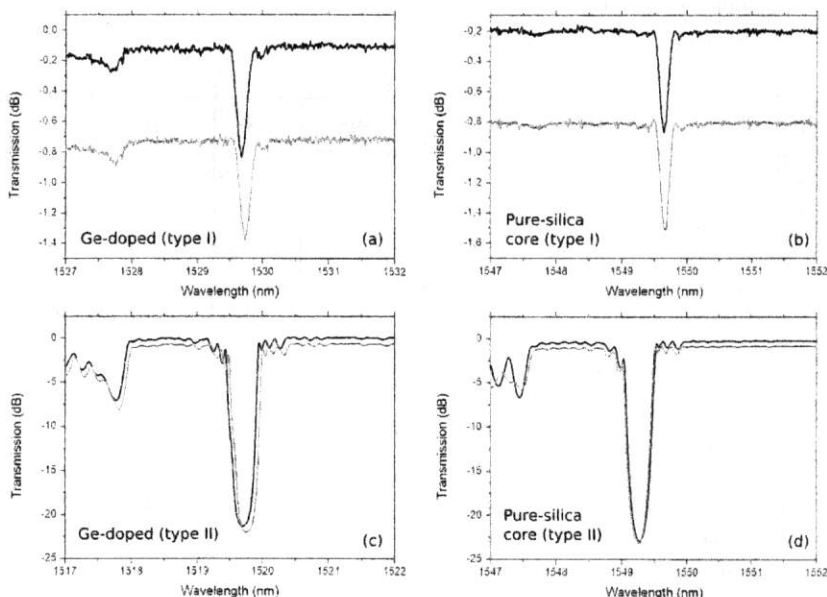 0.0
-0.2
-0.4
-0.6
-0.8
-1.0
-1.2
-1.4
Transmission (dB)
Ge-doped (type I) (a)
1527 1528 1529 1530 1531 1532
Wavelength (nm)
-0.2
-0.4
-0.6
-0.8
-1.0
-1.2
-1.4
-1.6
Transmission (dB)
Pure-silica
core (type I) (b)
1547 1548 1549 1550 1551 1552
Wavelength (nm)
0
-5
-10
-15
-20
-25
Transmission (dB)
Ge-doped (type II) (c)
1517 1518 1519 1520 1521 1522
Wavelength (nm)
0
-5
-10
-15
-20
-25
Transmission (dB)
Pure-silica
core (type II) (d)
1547 1548 1549 1550 1551 1552
Wavelength (nm)